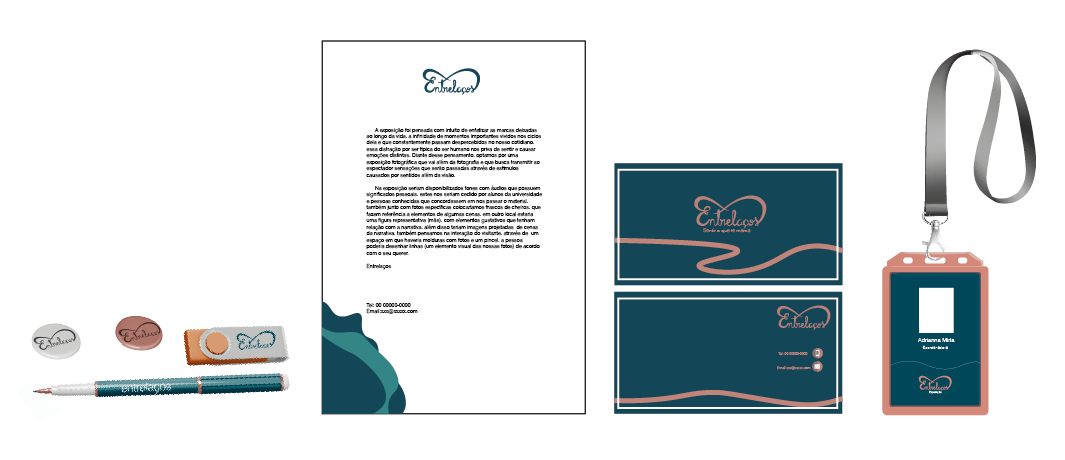 Entrelaços
A exposição foi pensada com intuito de enfatizar as marcas deixadas
ao longo da vida, a infinidade de momentos importantes vividos nos ciclos
dela e que constantemente passam despercebidos no nosso cotidiano,
essa distração por ser típica do ser humano nos priva de sentir e causar
emoções distintas. Diante desse pensamento, optamos por uma
exposição fotográfica que vai além da fotografia e que busca transmitir ao
espectador sensações que serão passadas através de estímulos
causados por sentidos além da visão.
Na exposição seriam disponibilizados fones com áudios que possuem
significados pessoais, estes nos seriam cedido por alunos da universidade
e pessoas conhecidas que concordassem em nos passar o material,
também junto com fotos específicas colocaríamos frascos de cheiros, que
fazem referência a elementos de algumas cenas, em outro local estaria
uma figura representativa (mãe), com elementos gustativos que tenham
relação com a narrativa, além disso teriam imagens projetadas de cenas
da narrativa, também pensamos na interação do visitante, através de um
espaço em que haveria molduras com fotos e um pincel, a pessoa
poderia desenhar linhas (um elemento visual das nossas fotos) de acordo
com o seu querer.
Entrelaços
Tel: 00 00000-0000
Email:xxx@xxxx.com
Entrelaços
Entrelaços
Tel: 00 00000-0000
Email:xxx@xxxx.com
Adrianna Miria
Entrelaços
Entrelaços
Entrelaços
Entrelaços
entrelaços